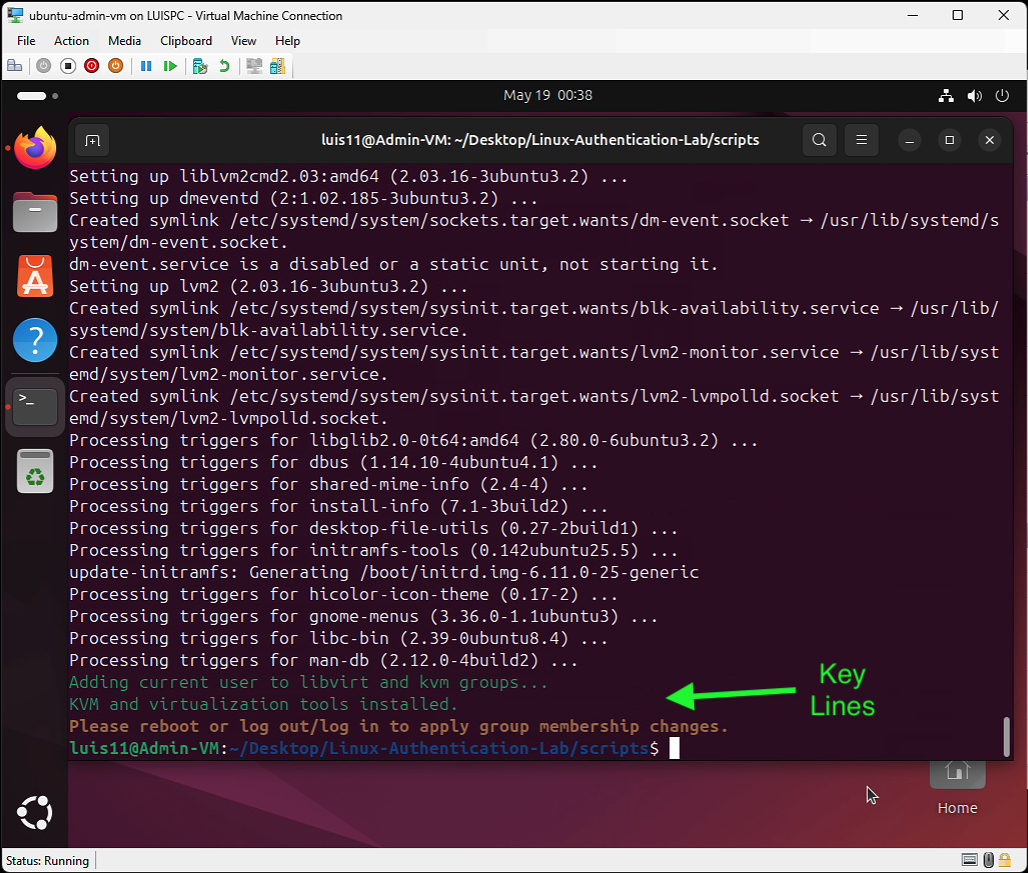 ubuntu-admin-vm on LUISPC - Virtual Machine Connection
File Action Media Clipboard View Help
May 19 00:38
luis11@Admin-VM: ~/Desktop/Linux-Authentication-Lab/scripts
Setting up liblvm2cmd2.03:amd64 (2.03.16-3ubuntu3.2) ...
Setting up dmeventd (2:1.02.185-3ubuntu3.2) ...
Created symlink /etc/systemd/system/sockets.target.wants/dm-event.socket → /usr/lib/systemd/s
ystem/dm-event.socket.
dm-event.service is a disabled or a static unit, not starting it.
Setting up lvm2 (2.03.16-3ubuntu3.2) ...
Created symlink /etc/systemd/system/sysinit.target.wants/blk-availability.service → /usr/lib/
systemd/system/blk-availability.service.
Created symlink /etc/systemd/system/sysinit.target.wants/lvm2-monitor.service → /usr/lib/syst
emd/system/lvm2-monitor.service.
Created symlink /etc/systemd/system/sysinit.target.wants/lvm2-lvmpolld.socket → /usr/lib/syst
emd/system/lvm2-lvmpolld.socket.
Processing triggers for libglib2.0-0t64:amd64 (2.80.0-6ubuntu3.2) ...
Processing triggers for dbus (1.14.10-4ubuntu4.1) ...
Processing triggers for shared-mime-info (2.4-4) ...
Processing triggers for install-info (7.1-3build2) ...
Processing triggers for desktop-file-utils (0.27-2build1) ...
Processing triggers for initramfs-tools (0.142ubuntu25.5) ...
update-initramfs: Generating /boot/initrd.img-6.11.0-25-generic
Processing triggers for hicolor-icon-theme (0.17-2) ...
Processing triggers for gnome-menus (3.36.0-1.1ubuntu3) ...
Processing triggers for libc-bin (2.39-0ubuntu8.4) ...
Processing triggers for man-db (2.12.0-4build2) ...
Adding current user to libvirt and kvm groups...
KVM and virtualization tools installed.
Please reboot or log out/log in to apply group membership changes.
luis11@Admin-VM:~/Desktop/Linux-Authentication-Lab/scripts$
Key
Lines
Home
Status: Running